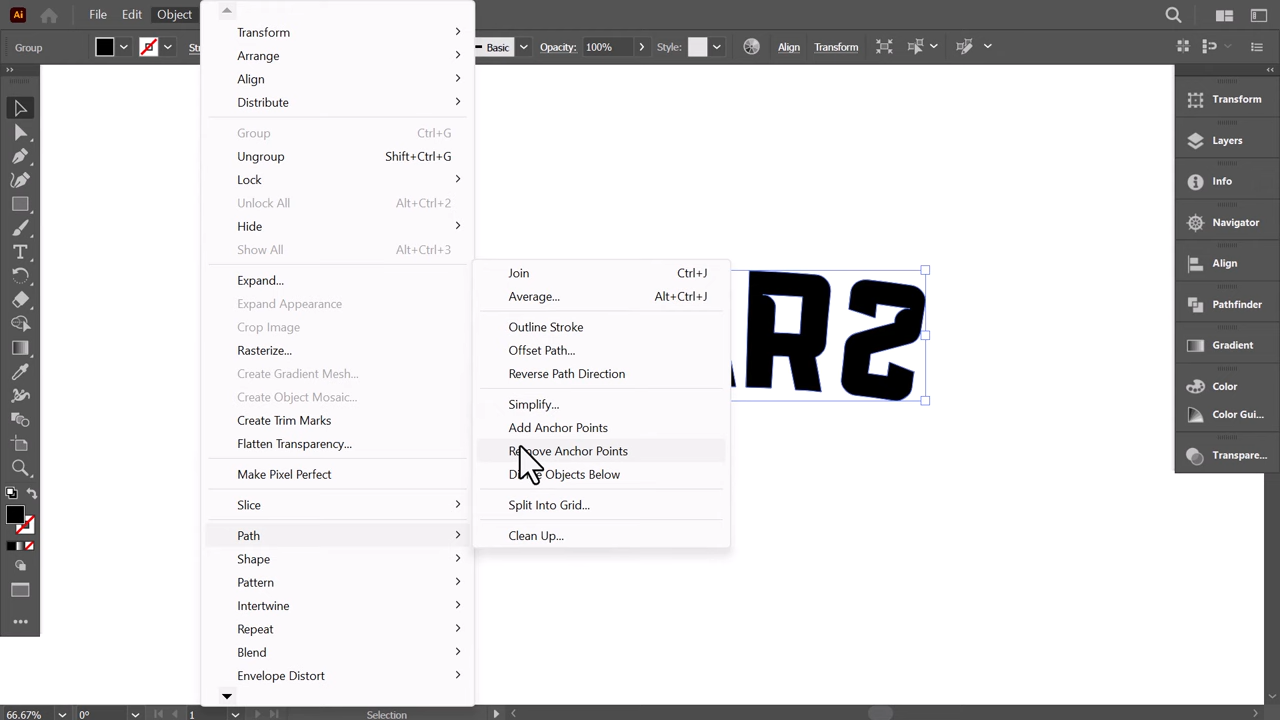 Ai File Edit Object
Group Basic Opacity: 100% Style: Align Transform
Transform
Arrange
Align
Distribute
Group Ctrl+G
Ungroup Shift+Ctrl+G
Lock
Unlock All Alt+Ctrl+2
Hide
Show All Alt+Ctrl+3
Expand...
Expand Appearance
Crop Image
Rasterize...
Create Gradient Mesh...
Create Object Mosaic...
Create Trim Marks
Flatten Transparency...
Make Pixel Perfect
Slice
Path
Shape
Pattern
Intertwine
Repeat
Blend
Envelope Distort
Join Ctrl+J
Average... Alt+Ctrl+J
Outline Stroke
Offset Path...
Reverse Path Direction
Simplify...
Add Anchor Points
Remove Anchor Points
Objects Below
Split Into Grid...
Clean Up...
RS
Transform
Layers
Info
Navigator
Align
Pathfinder
Gradient
Color
Color Gui...
Transpare...
66.67% 0° 1 Selection